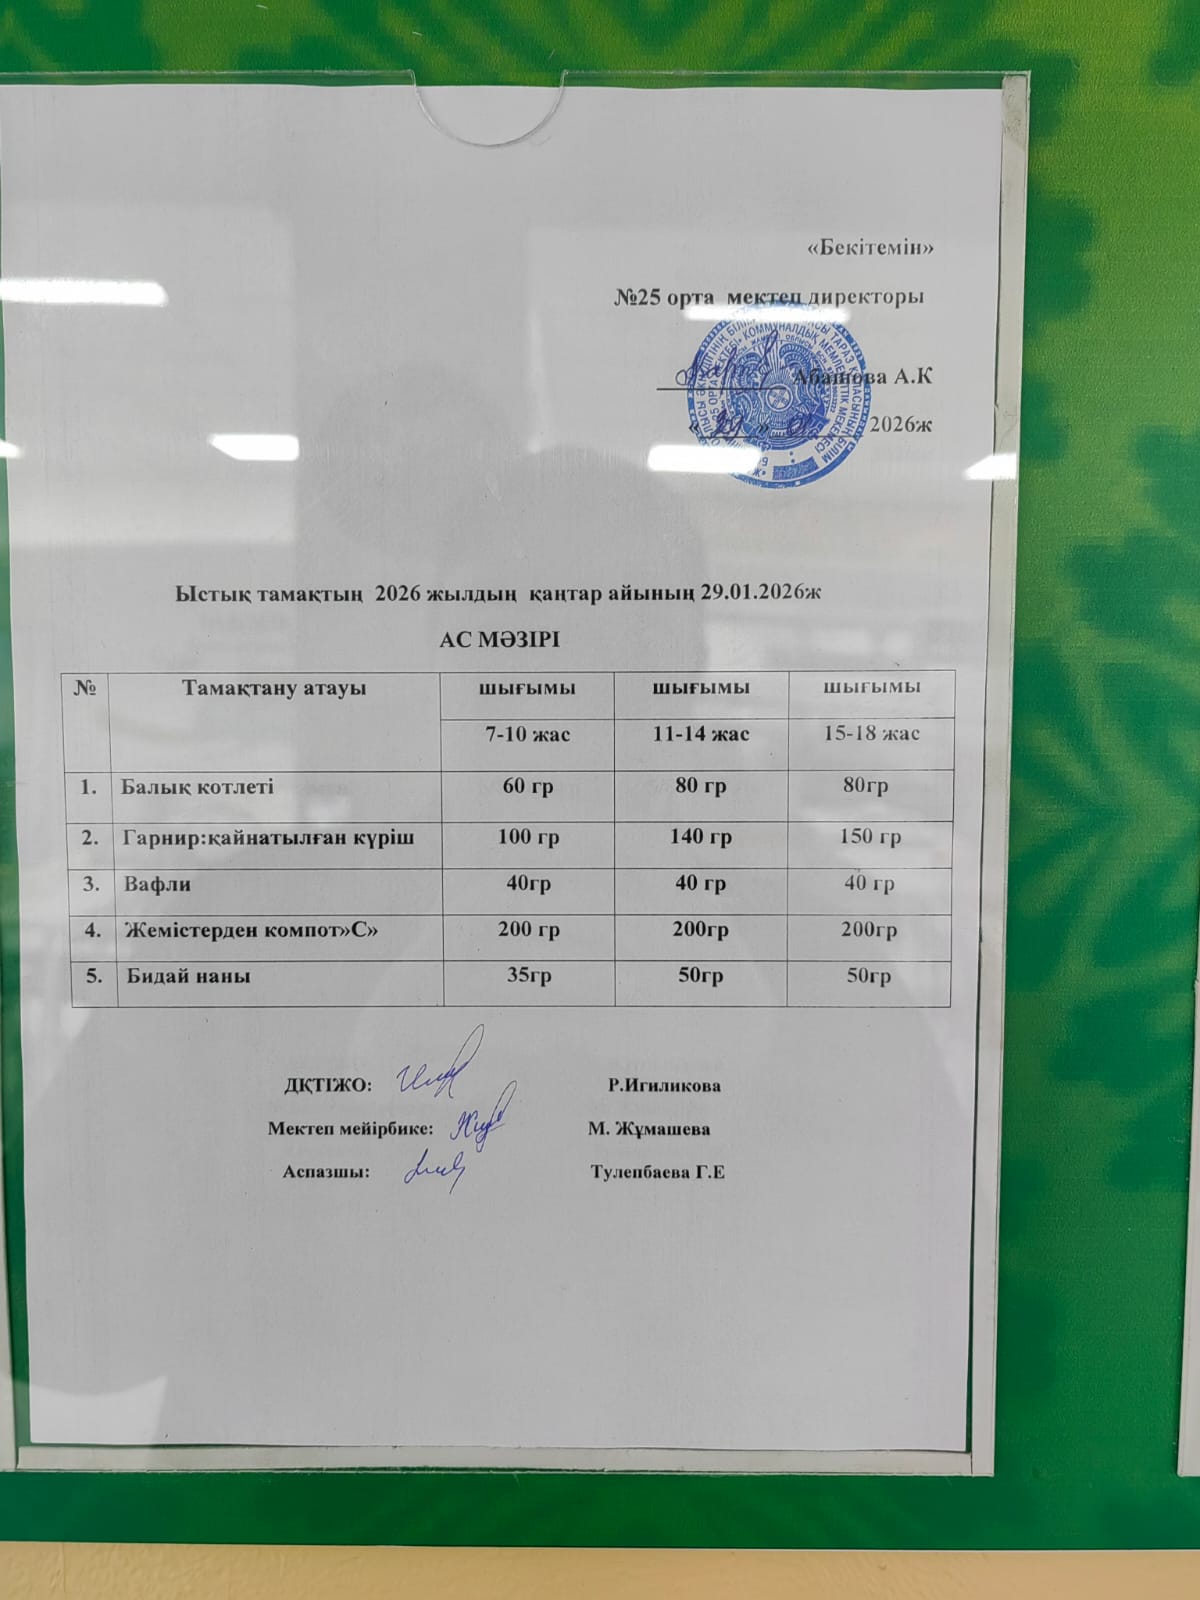 «Бекітемін»
№25 орта мектеп директоры
Абашова А.К
« 29 » 01 2026ж
Ыстық тамақтың 2026 жылдың қаңтар айының 29.01.2026ж
АС МӘЗІРІ
№ Тамақтану атауы шығымы шығымы шығымы
7-10 жас 11-14 жас 15-18 жас
1. Балық котлеті 60 гр 80 гр 80гр
2. Гарнир:қайнатылған күріш 100 гр 140 гр 150 гр
3. Вафли 40гр 40 гр 40 гр
4. Жемістерден компот»С» 200 гр 200гр 200гр
5. Бидай наны 35гр 50гр 50гр
ДҚТІЖО: Р.Игиликова
Мектеп мейірбике: М. Жұмашева
Аспазшы: Тулепбаева Г.Е